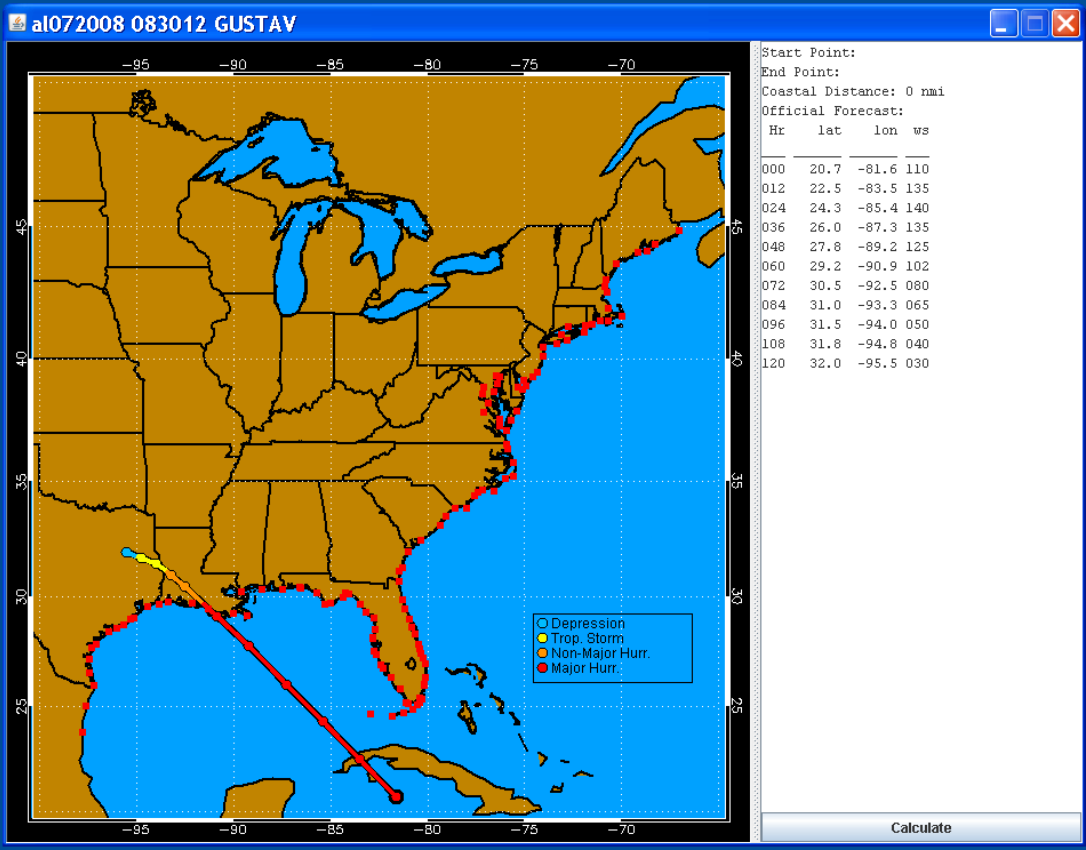 al072008 083012 GUSTAV
−95 −90 −85 −80 −75 −70
45 45
40 40
35 35
30 30
25 25
Depression
Trop. Storm
Non-Major Hurr.
Major Hurr.
−95 −90 −85 −80 −75 −70
Start Point:
End Point:
Coastal Distance: 0 nmi
Official Forecast:
Hr lat lon ws
000 20.7 -81.6 110
012 22.5 -83.5 135
024 24.3 -85.4 140
036 26.0 -87.3 135
048 27.8 -89.2 125
060 29.2 -90.9 102
072 30.5 -92.5 080
084 31.0 -93.3 065
096 31.5 -94.0 050
108 31.8 -94.8 040
120 32.0 -95.5 030
Calculate